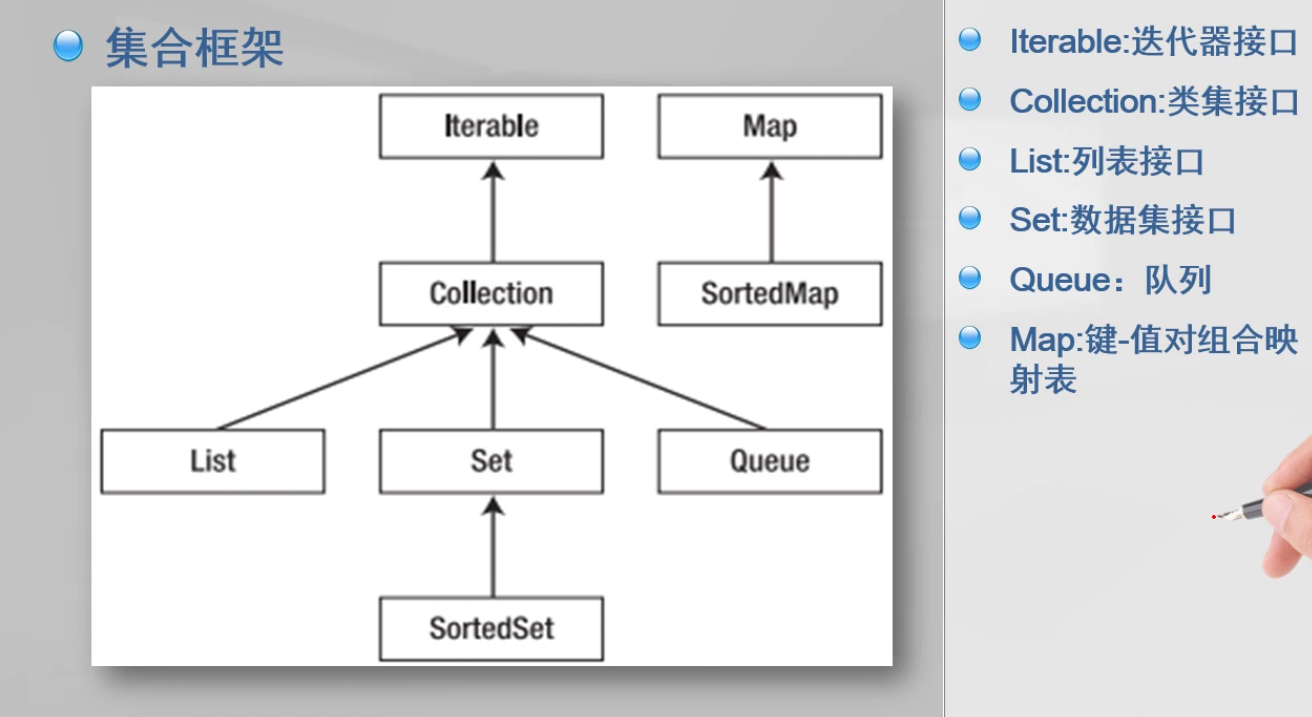 集合框架
Iterable
Map
Collection
SortedMap
List
Set
Queue
SortedSet
Iterable:迭代器接口
Collection:类集接口
List:列表接口
Set:数据集接口
Queue：队列
Map:键-值对组合映
射表